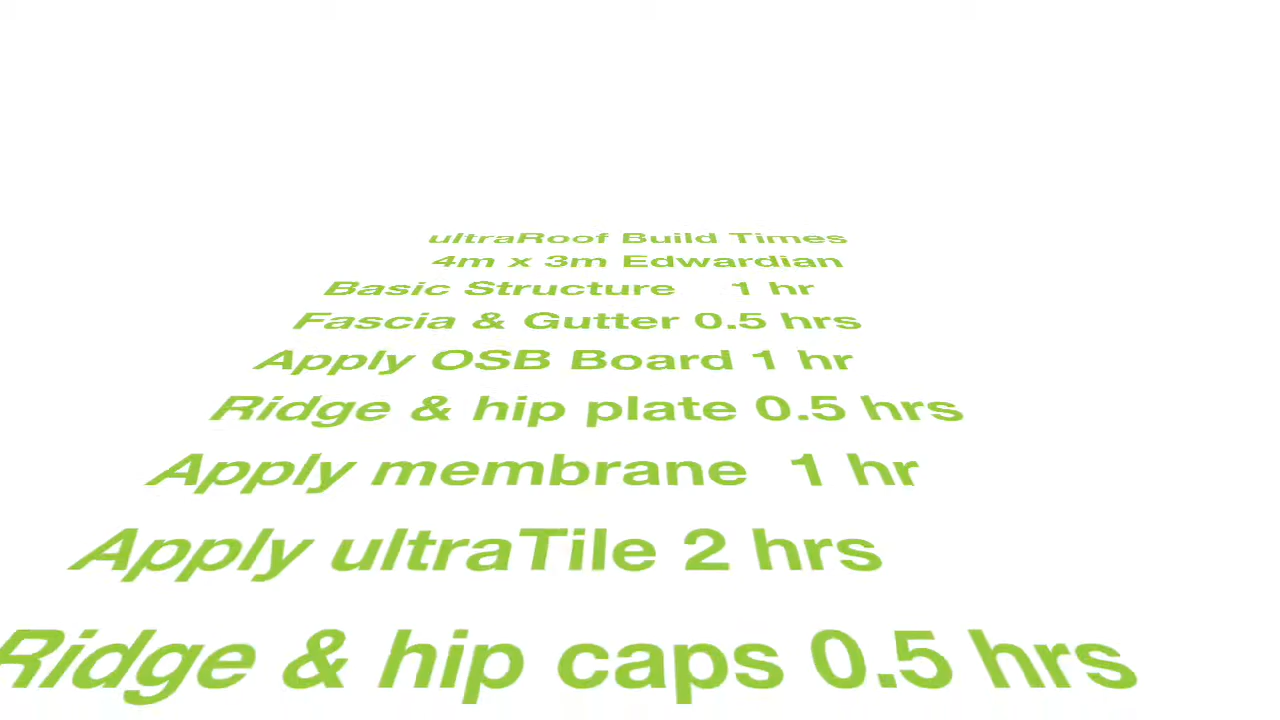 ultraRoof Build Times
4m x 3m Edwardian
Basic Structure 1 hr
Fascia & Gutter 0.5 hrs
Apply OSB Board 1 hr
Ridge & hip plate 0.5 hrs
Apply membrane 1 hr
Apply ultraTile 2 hrs
Ridge & hip caps 0.5 hrs